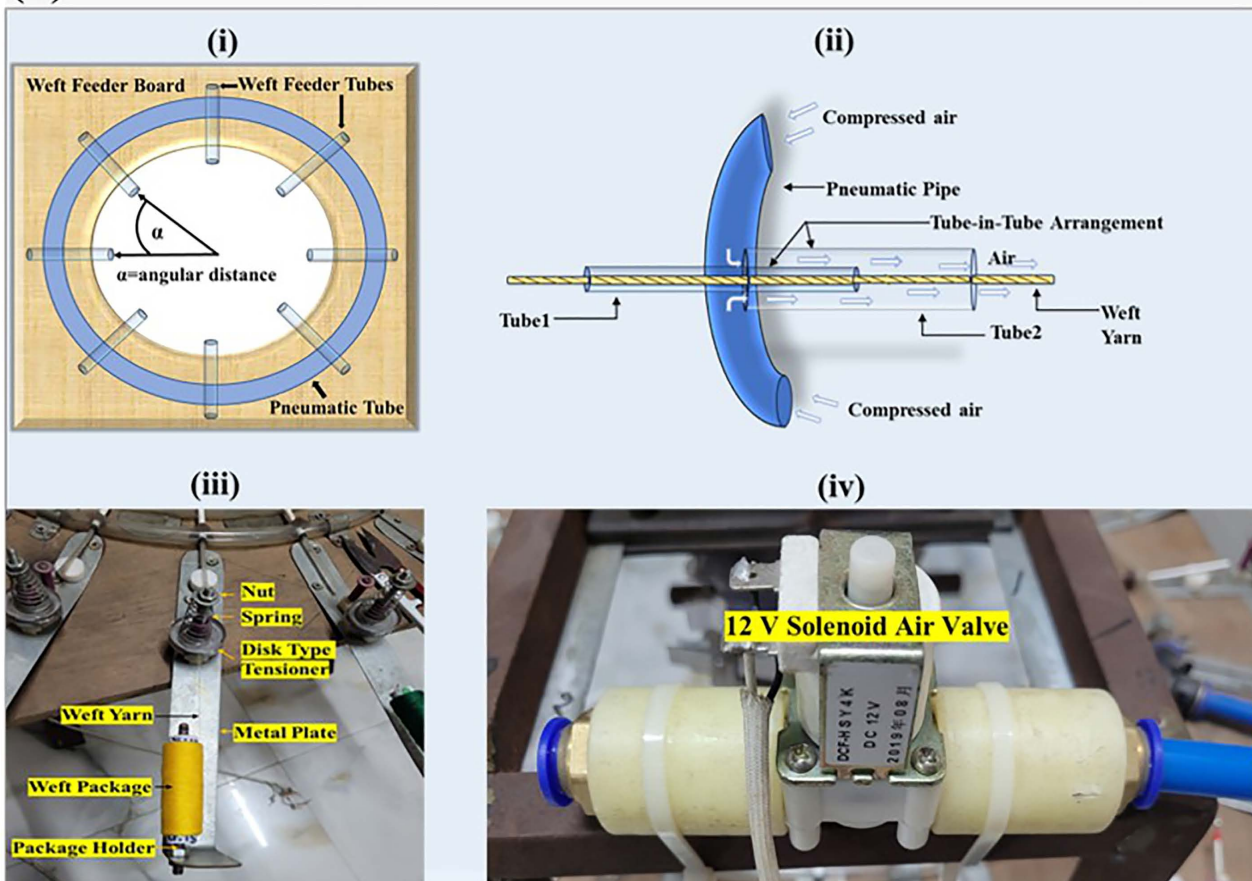 (i)
Weft Feeder Board
Weft Feeder Tubes
α
α=angular distance
Pneumatic Tube
(ii)
Compressed air
Pneumatic Pipe
Tube-in-Tube Arrangement
Air
Tube1
Tube2
Weft
Yarn
Compressed air
(iii)
Nut
Spring
Disk Type
Tensioner
Weft Yarn
Metal Plate
Weft Package
Package Holder
(iv)
12 V Solenoid Air Valve
DCF-HSY4K
DC 12V
2019年08月